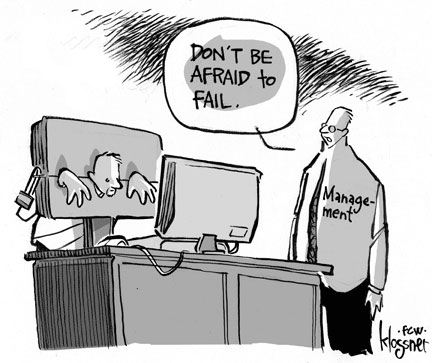 DON'T BE
AFRAID to
FAIL.
Manage-
ment
·FCW·
klossner